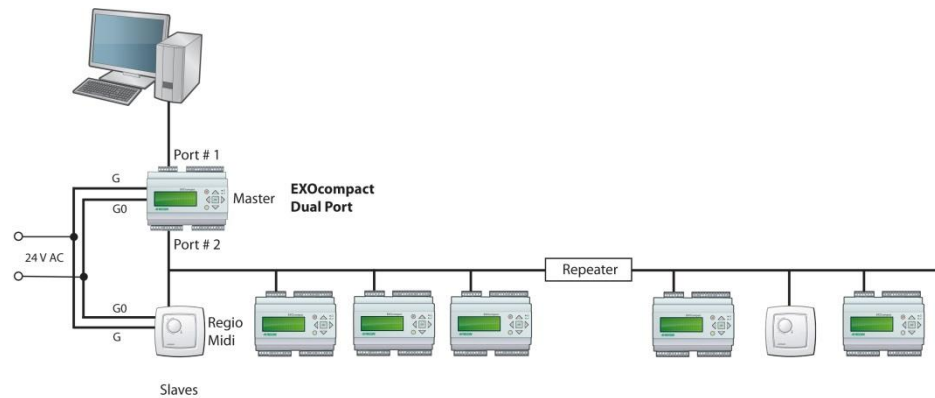 Port # 1
G
Master
EXOcompact
Dual Port
G0
Port # 2
24 V AC
Repeater
G0
Regio
Midi
G
Slaves